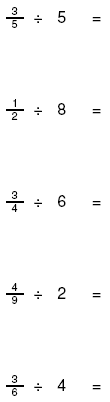 3/5 ÷ 5 =
1/2 ÷ 8 =
3/4 ÷ 6 =
4/9 ÷ 2 =
3/6 ÷ 4 =